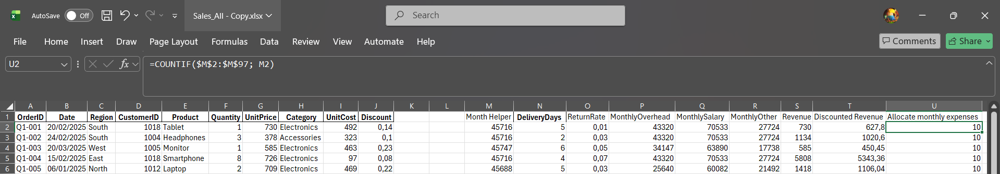 AutoSave Off Sales_All - Copy.xlsx Search
File Home Insert Draw Page Layout Formulas Data Review View Automate Help Comments Share
U2 fx =COUNTIF($M$2:$M$97; M2)
A B C D E F G H I J K L M N O P Q R S T U
1 OrderID Date Region CustomerID Product Quantity UnitPrice Category UnitCost Discount Month Helper DeliveryDays ReturnRate MonthlyOverhead MonthlySalary MonthlyOther Revenue Discounted Revenue Allocate monthly expenses
2 Q1-001 20/02/2025 South 1018 Tablet 1 730 Electronics 492 0,14 45716 5 0,01 43320 70533 27724 730 627,8 10
3 Q1-002 24/02/2025 South 1004 Headphones 3 378 Accessories 323 0,1 45716 2 0,03 43320 70533 27724 1134 1020,6 10
4 Q1-003 20/03/2025 West 1005 Monitor 1 585 Electronics 463 0,23 45747 6 0,05 34147 63890 17738 585 450,45 10
5 Q1-004 15/02/2025 East 1018 Smartphone 8 726 Electronics 97 0,08 45716 4 0,07 43320 70533 27724 5808 5343,36 10
6 Q1-005 06/01/2025 North 1012 Laptop 2 709 Electronics 469 0,22 45688 5 0,03 25640 60082 21492 1418 1106,04 10